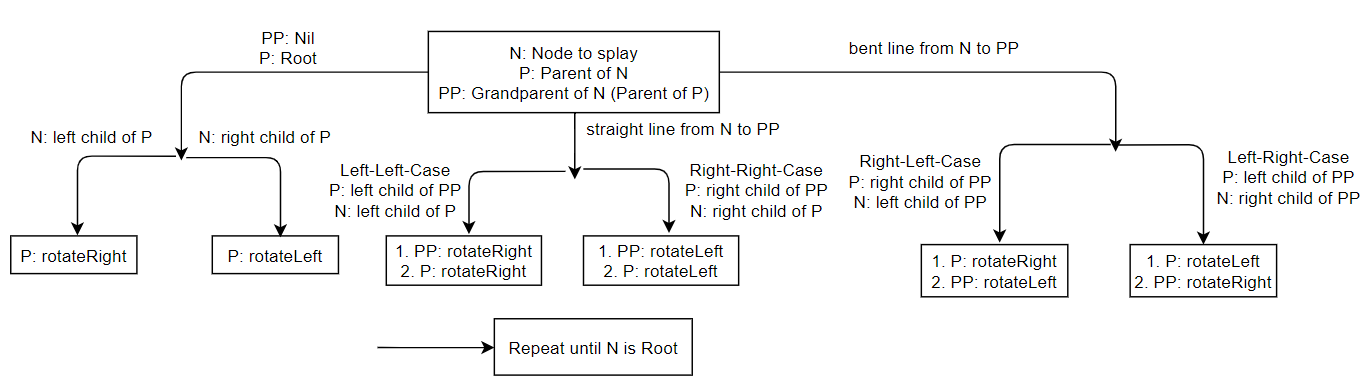 PP: Nil
P: Root
N: Node to splay
P: Parent of N
PP: Grandparent of N (Parent of P)
bent line from N to PP
N: left child of P
N: right child of P
straight line from N to PP
Left-Left-Case
P: left child of PP
N: left child of P
Right-Right-Case
P: right child of PP
N: right child of P
Right-Left-Case
P: right child of PP
N: left child of PP
Left-Right-Case
P: left child of PP
N: right child of PP
P: rotateRight
P: rotateLeft
1. PP: rotateRight
2. P: rotateRight
1. PP: rotateLeft
2. P: rotateLeft
1. P: rotateRight
2. PP: rotateLeft
1. P: rotateLeft
2. PP: rotateRight
Repeat until N is Root